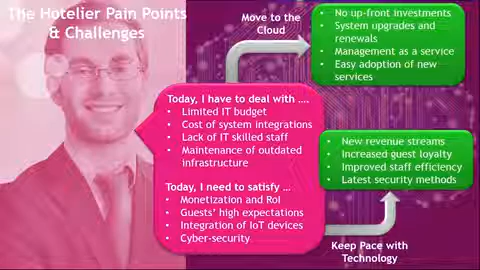 The Hotelier Pain Points
& Challenges
Move to the
Cloud
• No up-front investments
System upgrades and
renewals
• Management as a service
• Easy adoption of new
services
Today, I have to deal with ....
• Limited IT budget
• Cost of system integrations
• Lack of IT skilled staff
• Maintenance of outdated
infrastructure
Today, I need to satisfy …
• Monetization and RoI
• Guests' high expectations
• Integration of IoT devices
• Cyber-security
• New revenue streams
• Increased guest loyalty
• Improved staff efficiency
• Latest security methods
Keep Pace with
Technology